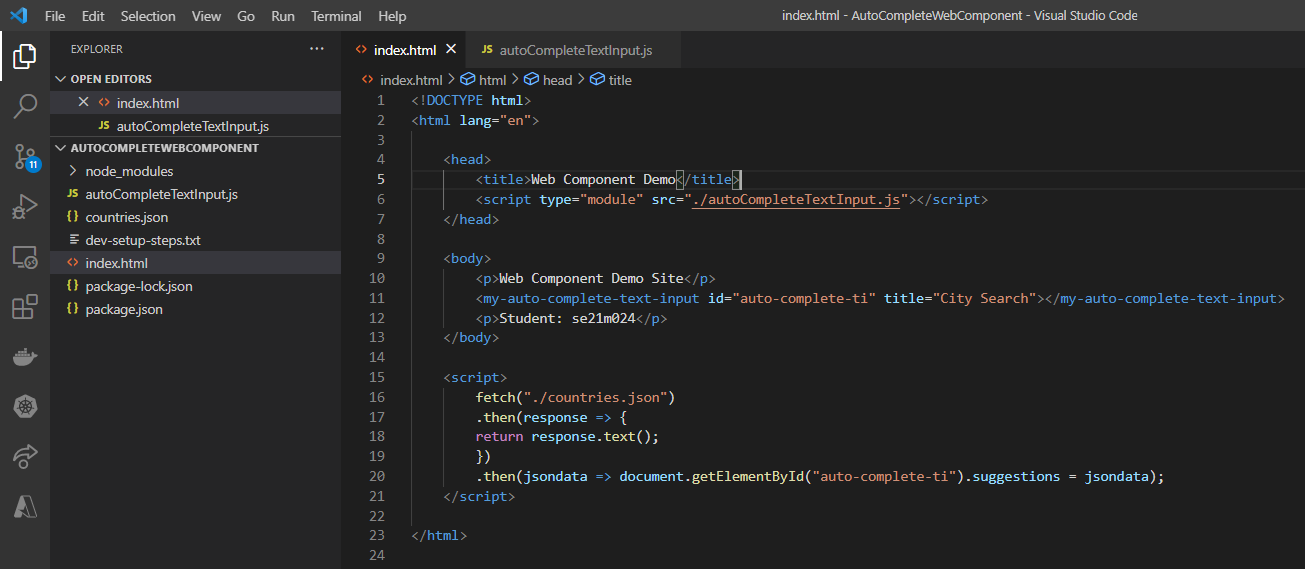 File Edit Selection View Go Run Terminal Help index.html - AutoCompleteWebComponent - Visual Studio Code
EXPLORER ...
OPEN EDITORS
index.html
JS autoCompleteTextInput.js
11
AUTOCOMPLETEWEBCOMPONENT
node_modules
JS autoCompleteTextInput.js
{} countries.json
dev-setup-steps.txt
<> index.html
{} package-lock.json
{} package.json
<> index.html JS autoCompleteTextInput.js
<> index.html > html > head > title
1 <!DOCTYPE html>
2 <html lang="en">
3
4 <head>
5 <title>Web Component Demo</title>
6 <script type="module" src="./autoCompleteTextInput.js"></script>
7 </head>
8
9 <body>
10 <p>Web Component Demo Site</p>
11 <my-auto-complete-text-input id="auto-complete-ti" title="City Search"></my-auto-complete-text-input>
12 <p>Student: se21m024</p>
13 </body>
14
15 <script>
16 fetch("./countries.json")
17 .then(response => {
18 return response.text();
19 })
20 .then(jsondata => document.getElementById("auto-complete-ti").suggestions = jsondata);
21 </script>
22
23 </html>
24